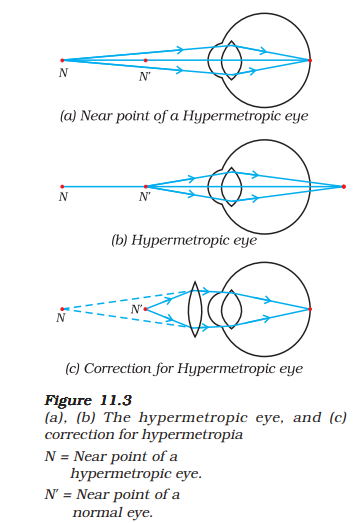 N
N'
(a) Near point of a Hypermetropic eye
N
N'
(b) Hypermetropic eye
N'
N
(c) Correction for Hypermetropic eye
Figure 11.3
(a), (b) The hypermetropic eye, and (c)
correction for hypermetropia
N = Near point of a
hypermetropic eye.
N' = Near point of a
normal eye.